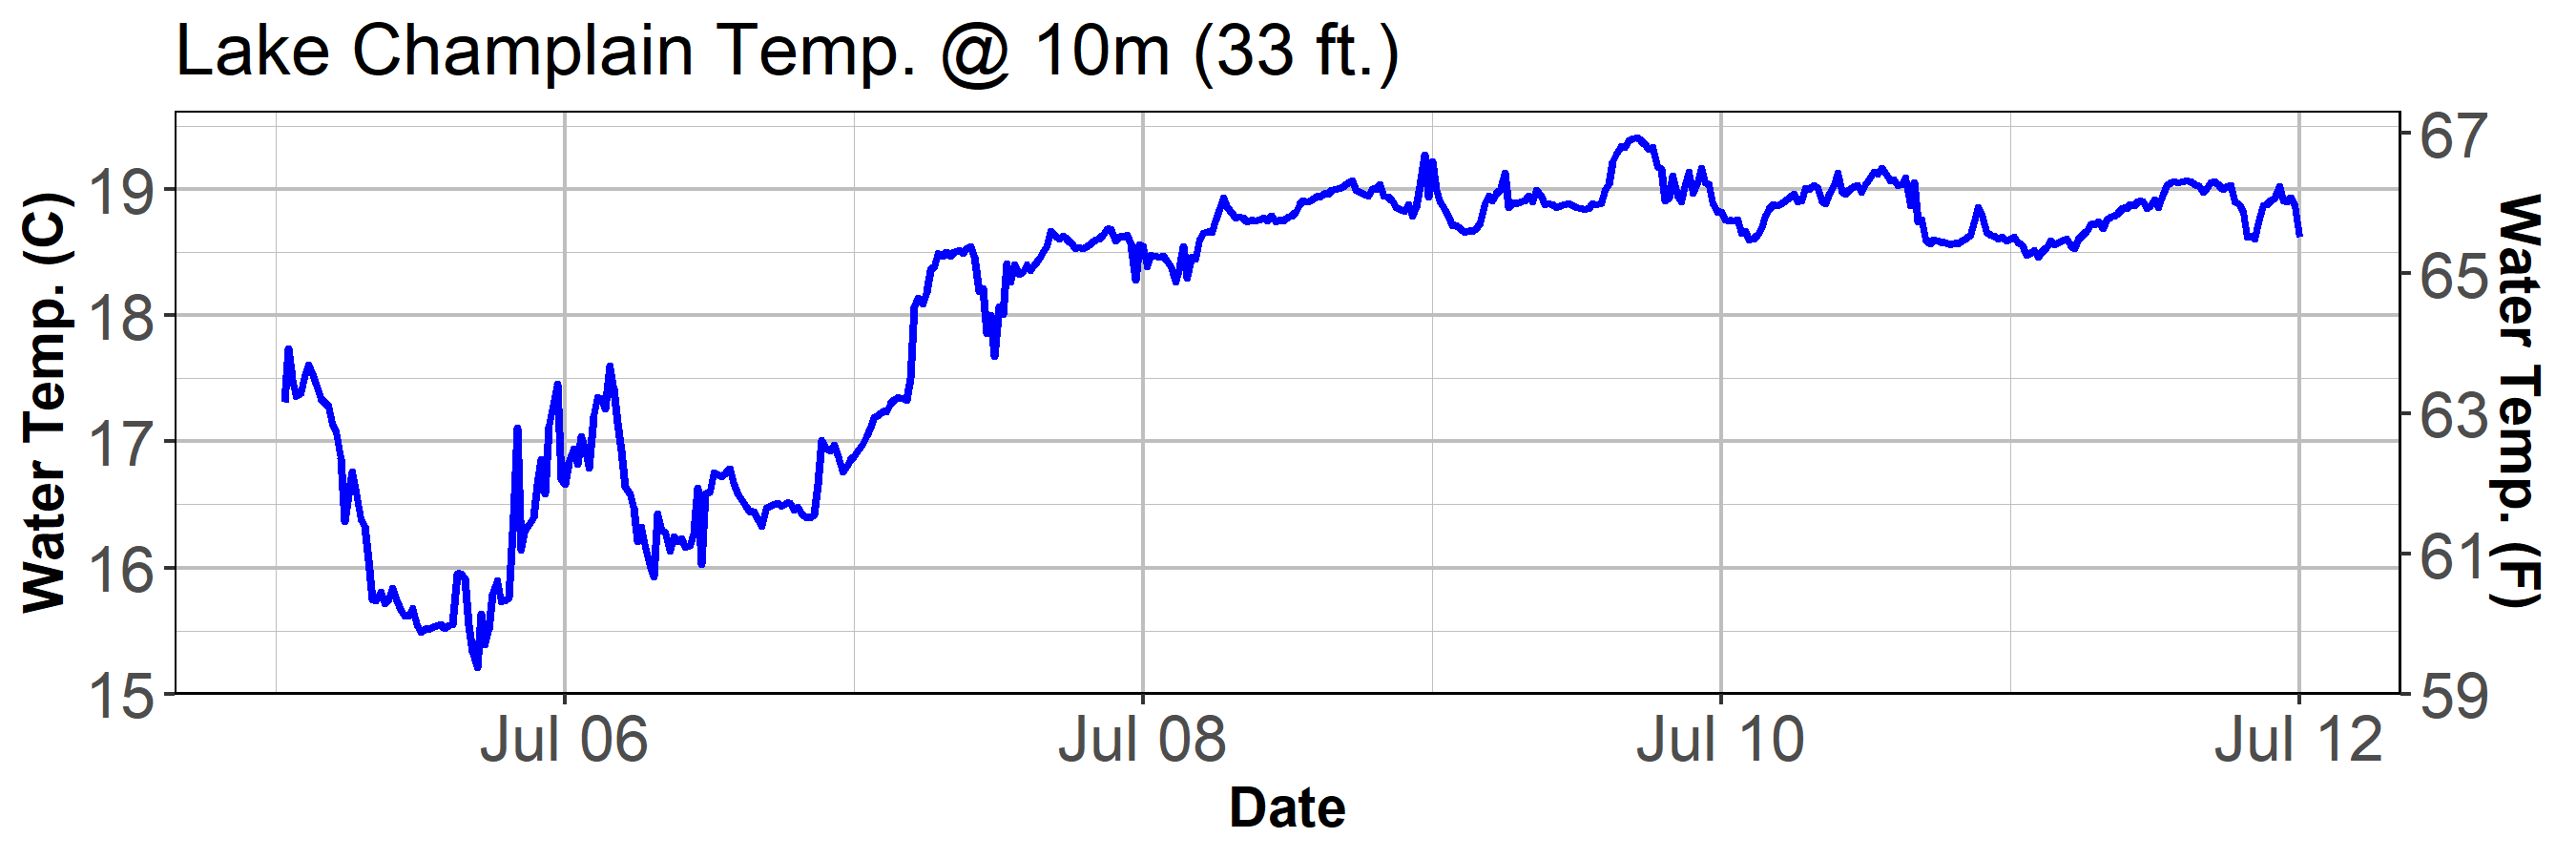 Lake Champlain Temp. @ 10m (33 ft.)
Water Temp. (C)
19
18
17
16
15
67
65
63
61
59
Water Temp. (F)
Jul 06 Jul 08 Jul 10 Jul 12
Date